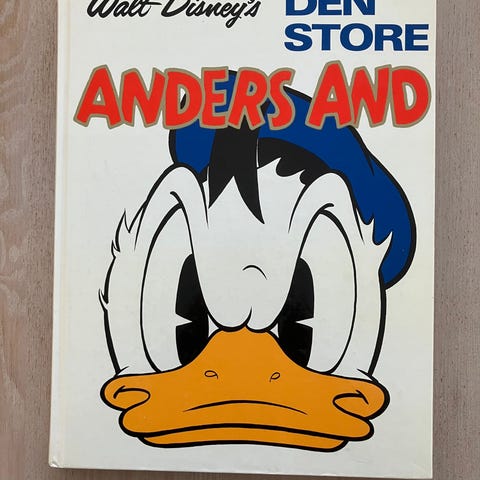 Walt Disney's
DEN
STORE
ANDERS AND